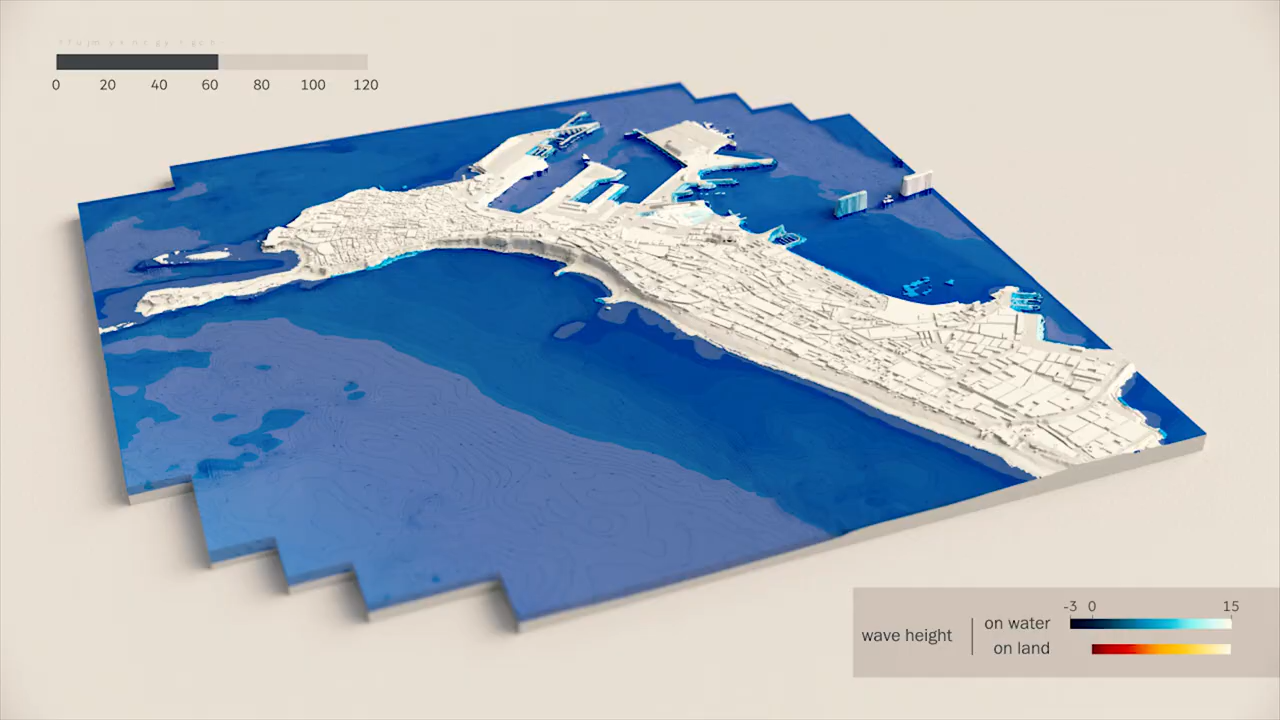 0 20 40 60 80 100 120
-3 0 15
wave height
on water
on land